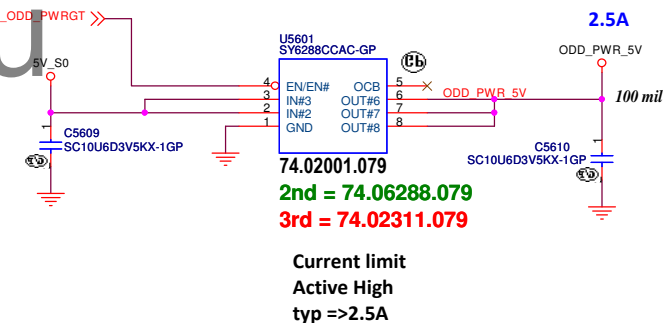 _ODD_PWRGT
2.5A
5V_S0
U5601
SY6288CCAC-GP
ODD_PWR_5V
4 EN/EN# OCB 5
3 IN#3 OUT#6 6 ODD_PWR_5V
2 IN#2 OUT#7 7
1 GND OUT#8 8
100 mil
1
C5609
SC10U6D3V5KX-1GP
1
C5610
SC10U6D3V5KX-1GP
74.02001.079
2nd = 74.06288.079
3rd = 74.02311.079
Current limit
Active High
typ =>2.5A